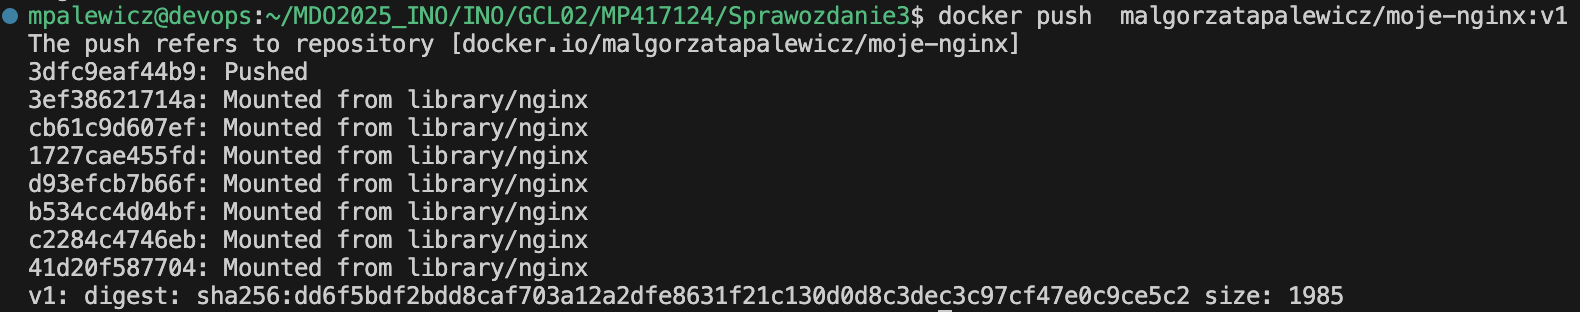 mpalewicz@devops:~/MDO2025_INO/INO/GCL02/MP417124/Sprawozdanie3$ docker push  malgorzatapalewicz/moje-nginx:v1
The push refers to repository [docker.io/malgorzatapalewicz/moje-nginx]
3dfc9eaf44b9: Pushed
3ef38621714a: Mounted from library/nginx
cb61c9d607ef: Mounted from library/nginx
1727cae455fd: Mounted from library/nginx
d93efcb7b66f: Mounted from library/nginx
b534cc4d04bf: Mounted from library/nginx
c2284c4746eb: Mounted from library/nginx
41d20f587704: Mounted from library/nginx
v1: digest: sha256:dd6f5bdf2bdd8caf703a12a2dfe8631f21c130d0d8c3dec3c97cf47e0c9ce5c2 size: 1985